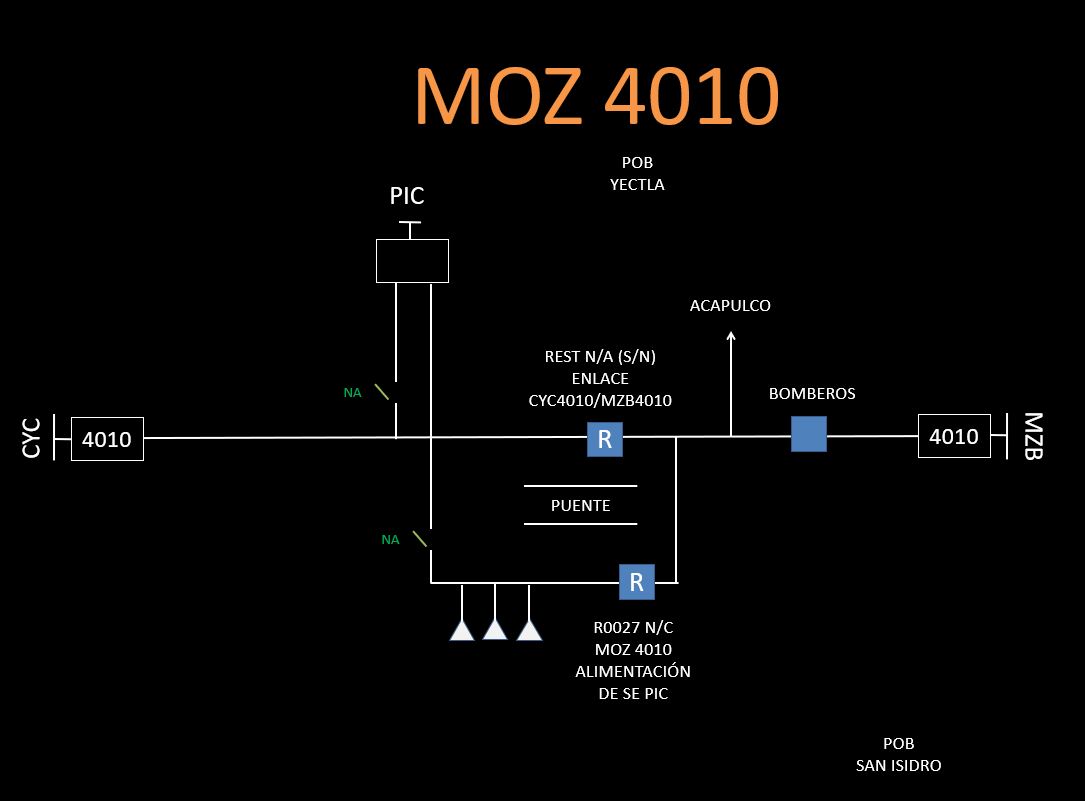 MOZ 4010
POB
YECTLA
PIC
ACAPULCO
REST N/A (S/N)
ENLACE
CYC4010/MZB4010
NA
BOMBEROS
CYC
4010
R
4010
MZB
PUENTE
NA
R
R0027 N/C
MOZ 4010
ALIMENTACIÓN
DE SE PIC
POB
SAN ISIDRO